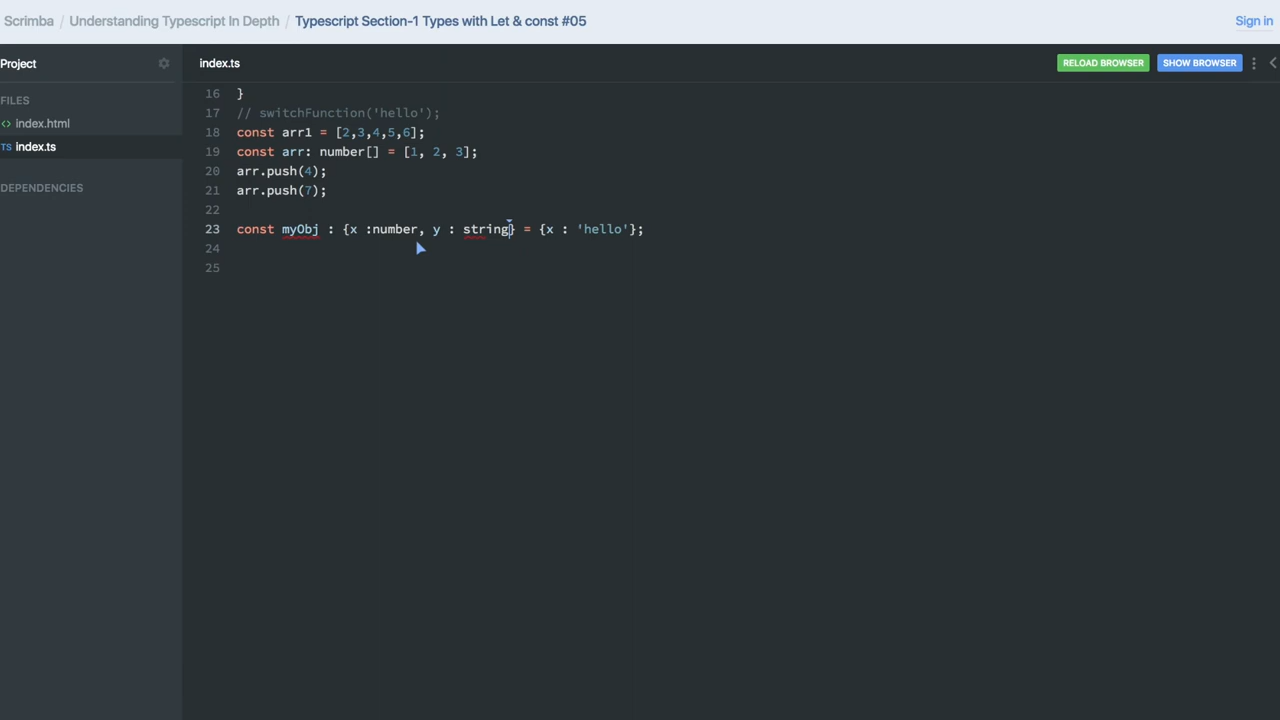 Scrimba / Understanding Typescript In Depth / Typescript Section-1 Types with Let & const #05
Sign in
Project
index.ts
RELOAD BROWSER
SHOW BROWSER
FILES
<> index.html
TS index.ts
DEPENDENCIES
16 }
17 // switchFunction('hello');
18 const arr1 = [2,3,4,5,6];
19 const arr: number[] = [1, 2, 3];
20 arr.push(4);
21 arr.push(7);
22
23 const myObj : {x :number, y : string} = {x : 'hello'};
24
25